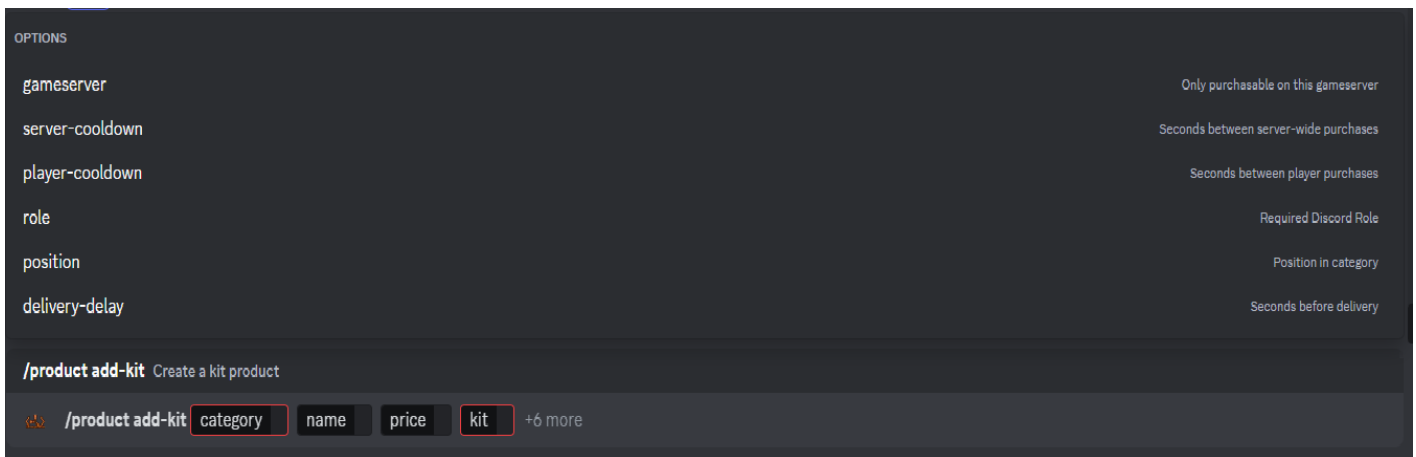 OPTIONS
gameserver Only purchasable on this gameserver
server-cooldown Seconds between server-wide purchases
player-cooldown Seconds between player purchases
role Required Discord Role
position Position in category
delivery-delay Seconds before delivery
/product add-kit Create a kit product
/product add-kit category name price kit +6 more